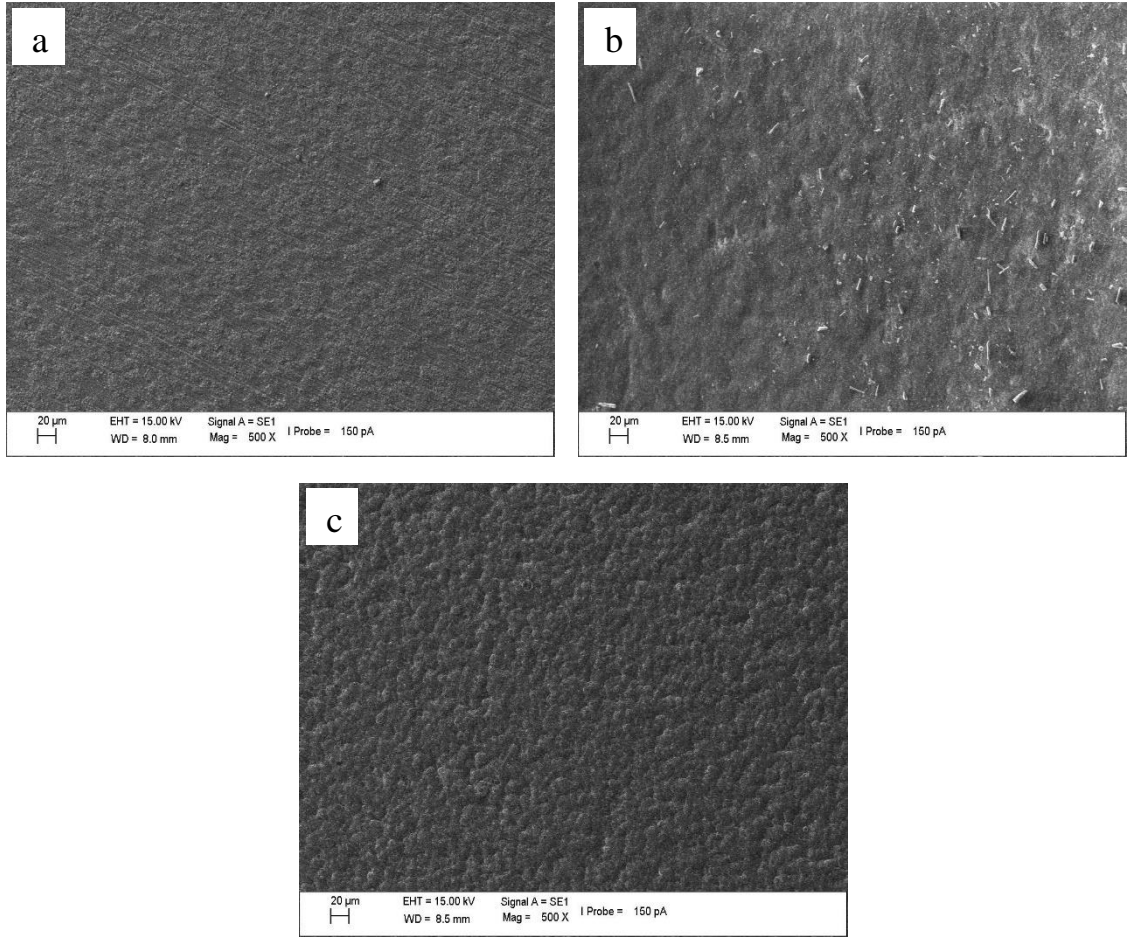 a
b
20 µm
EHT = 15.00 kV
Signal A = SE1
WD = 8.0 mm
Mag = 500 X
I Probe = 150 pA
20 µm
EHT = 15.00 kV
Signal A = SE1
WD = 8.5 mm
Mag = 500 X
I Probe = 150 pA
c
20 µm
EHT = 15.00 kV
Signal A = SE1
WD = 8.5 mm
Mag = 500 X
I Probe = 150 pA